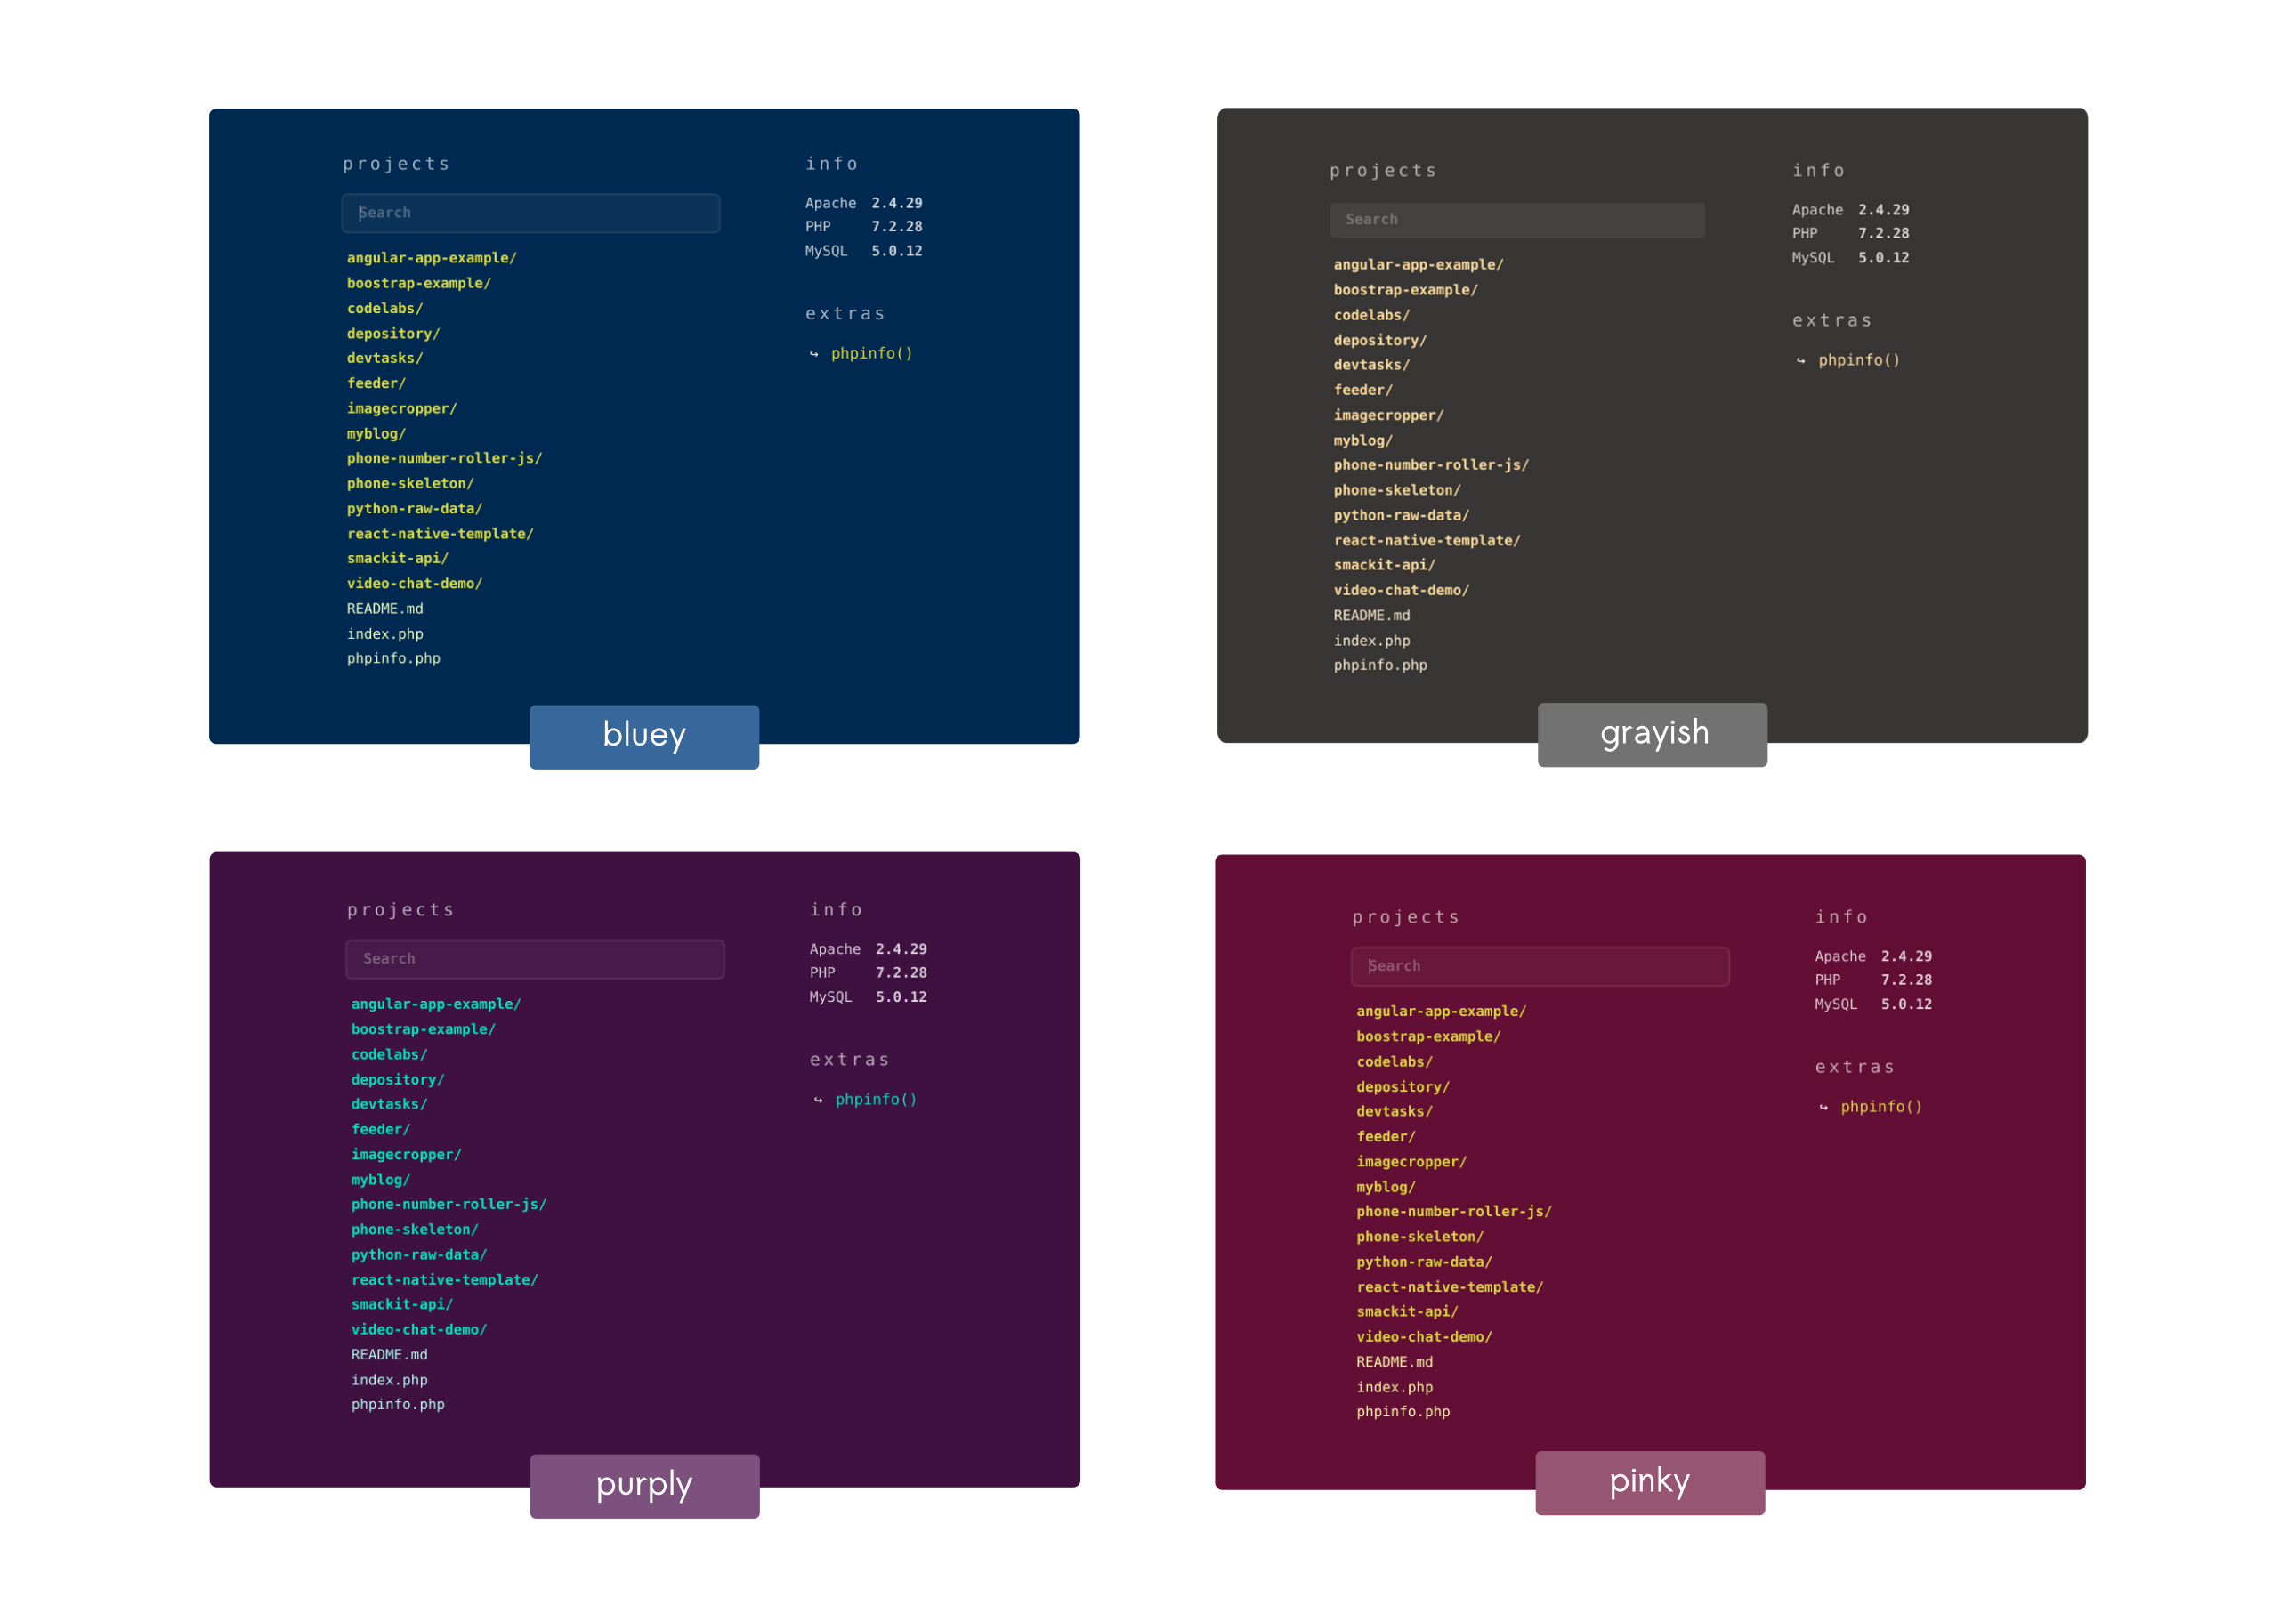 projects
Search
angular-app-example/
boostrap-example/
codelabs/
depository/
devtasks/
feeder/
imagecropper/
myblog/
phone-number-roller-js/
phone-skeleton/
python-raw-data/
react-native-template/
smackit-api/
video-chat-demo/
README.md
index.php
phpinfo.php
info
Apache 2.4.29
PHP 7.2.28
MySQL 5.0.12
extras
↪ phpinfo()
bluey
projects
Search
angular-app-example/
boostrap-example/
codelabs/
depository/
devtasks/
feeder/
imagecropper/
myblog/
phone-number-roller-js/
phone-skeleton/
python-raw-data/
react-native-template/
smackit-api/
video-chat-demo/
README.md
index.php
phpinfo.php
info
Apache 2.4.29
PHP 7.2.28
MySQL 5.0.12
extras
↪ phpinfo()
grayish
projects
Search
angular-app-example/
boostrap-example/
codelabs/
depository/
devtasks/
feeder/
imagecropper/
myblog/
phone-number-roller-js/
phone-skeleton/
python-raw-data/
react-native-template/
smackit-api/
video-chat-demo/
README.md
index.php
phpinfo.php
info
Apache 2.4.29
PHP 7.2.28
MySQL 5.0.12
extras
↪ phpinfo()
purply
projects
Search
angular-app-example/
boostrap-example/
codelabs/
depository/
devtasks/
feeder/
imagecropper/
myblog/
phone-number-roller-js/
phone-skeleton/
python-raw-data/
react-native-template/
smackit-api/
video-chat-demo/
README.md
index.php
phpinfo.php
info
Apache 2.4.29
PHP 7.2.28
MySQL 5.0.12
extras
↪ phpinfo()
pinky